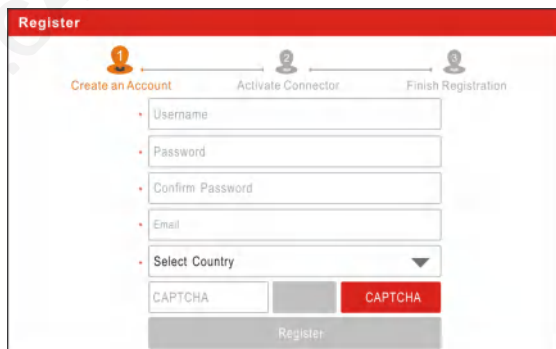 Register
1 2 3
Create an Account Activate Connector Finish Registration
* Username
* Password
* Confirm Password
* Email
* Select Country
CAPTCHA CAPTCHA
Register